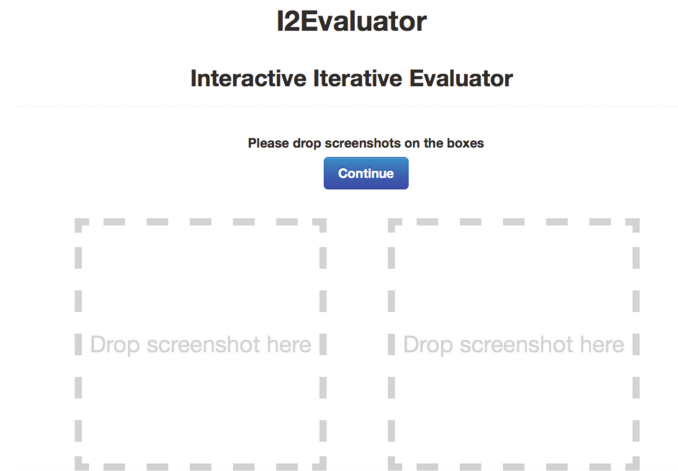 I2Evaluator
Interactive Iterative Evaluator
Please drop screenshots on the boxes
Continue
Drop screenshot here
Drop screenshot here